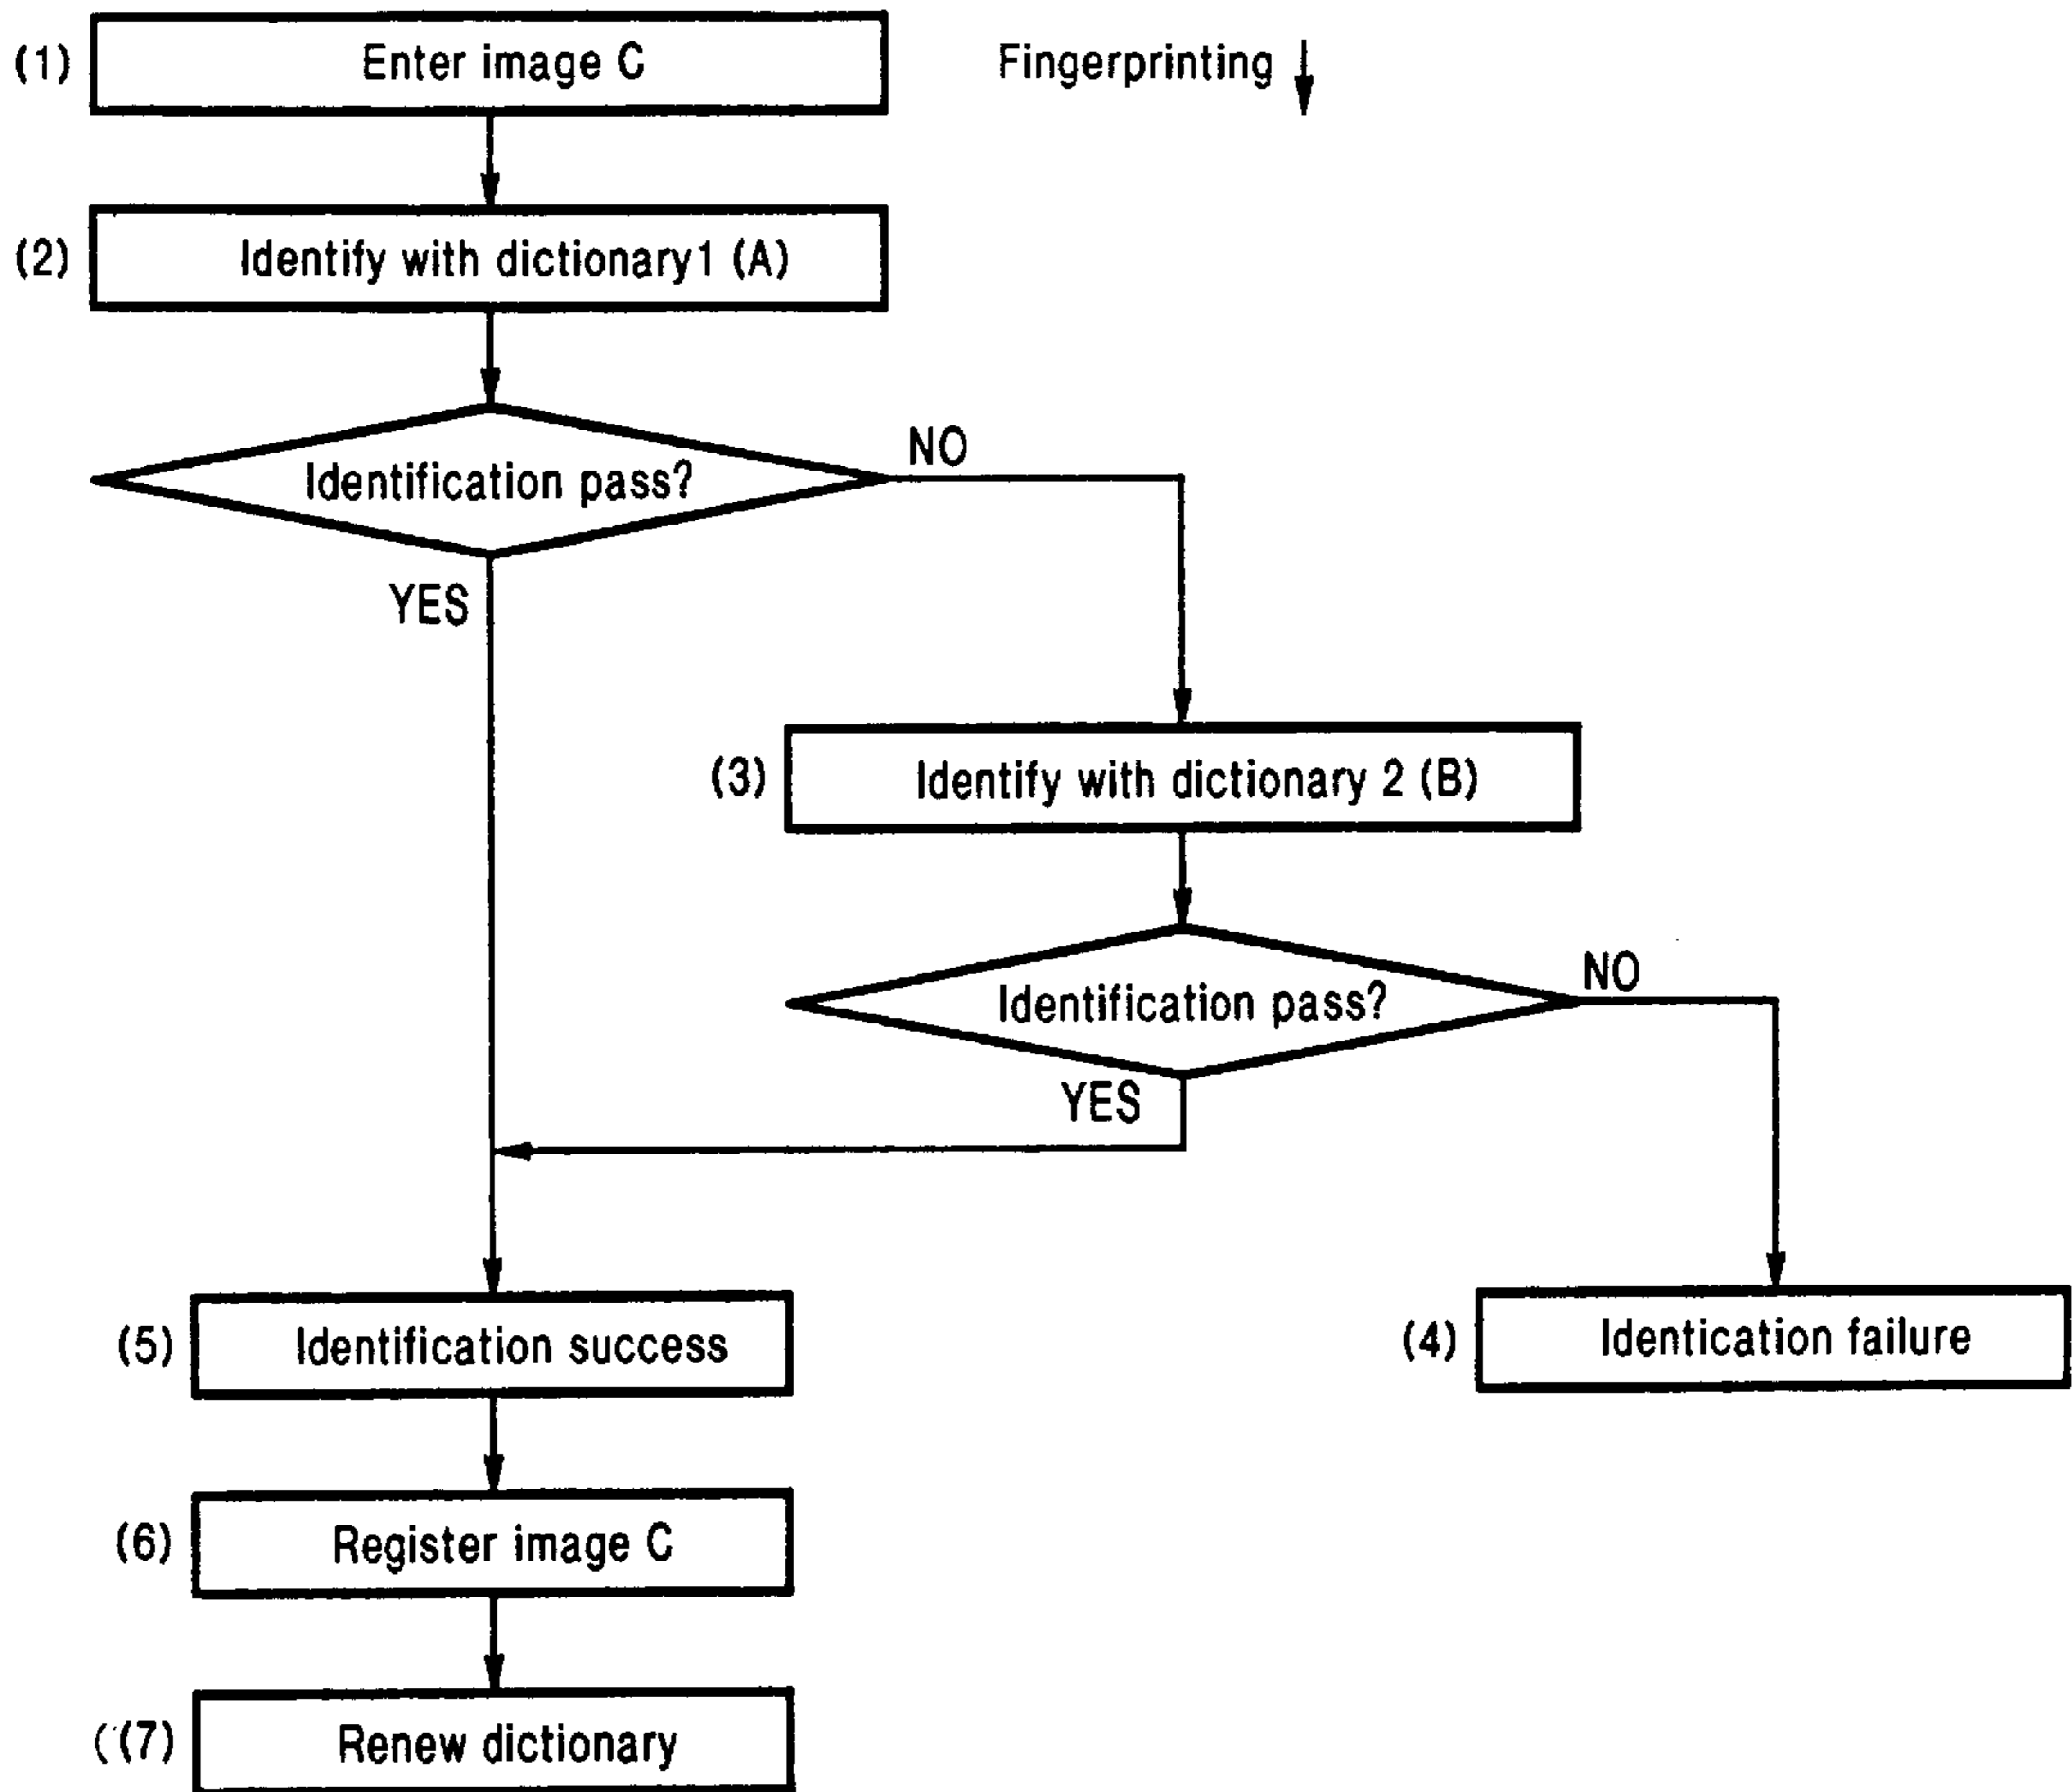 (1) Enter image C Fingerprinting
(2) Identify with dictionary1 (A)
Identification pass? NO
YES
(3) Identify with dictionary 2 (B)
Identification pass? NO
YES
(5) Identification success
(4) Identication failure
(6) Register image C
((7) Renew dictionary